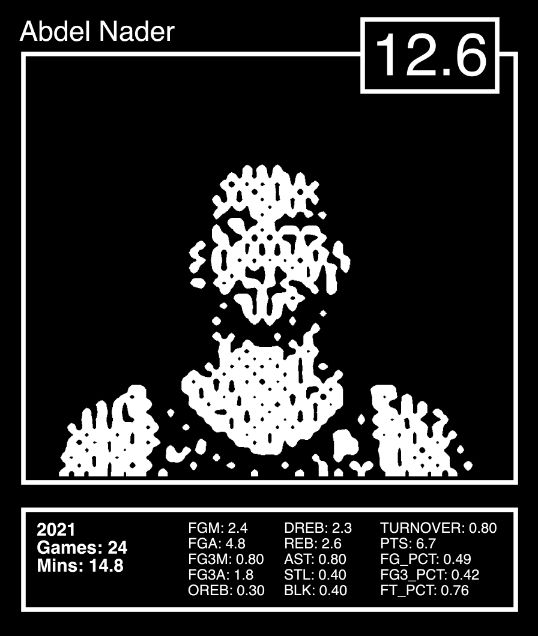 Abdel Nader
12.6
2021
Games: 24
Mins: 14.8
FGM: 2.4
FGA: 4.8
FG3M: 0.80
FG3A: 1.8
OREB: 0.30
DREB: 2.3
REB: 2.6
AST: 0.80
STL: 0.40
BLK: 0.40
TURNOVER: 0.80
PTS: 6.7
FG_PCT: 0.49
FG3_PCT: 0.42
FT_PCT: 0.76